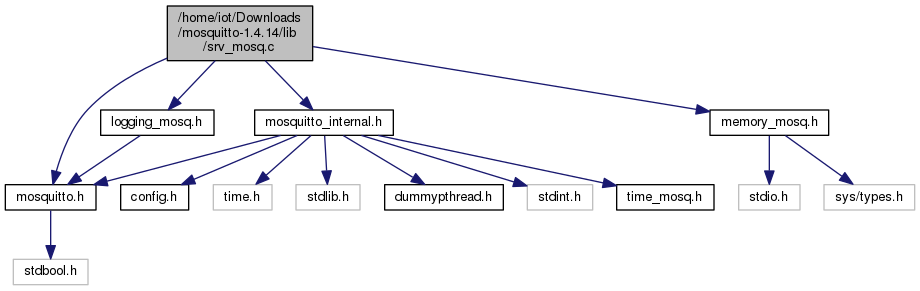 /home/iot/Downloads
/mosquitto-1.4.14/lib
/srv_mosq.c
logging_mosq.h
mosquitto_internal.h
memory_mosq.h
mosquitto.h
config.h
time.h
stdlib.h
dummypthread.h
stdint.h
time_mosq.h
stdio.h
sys/types.h
stdbool.h